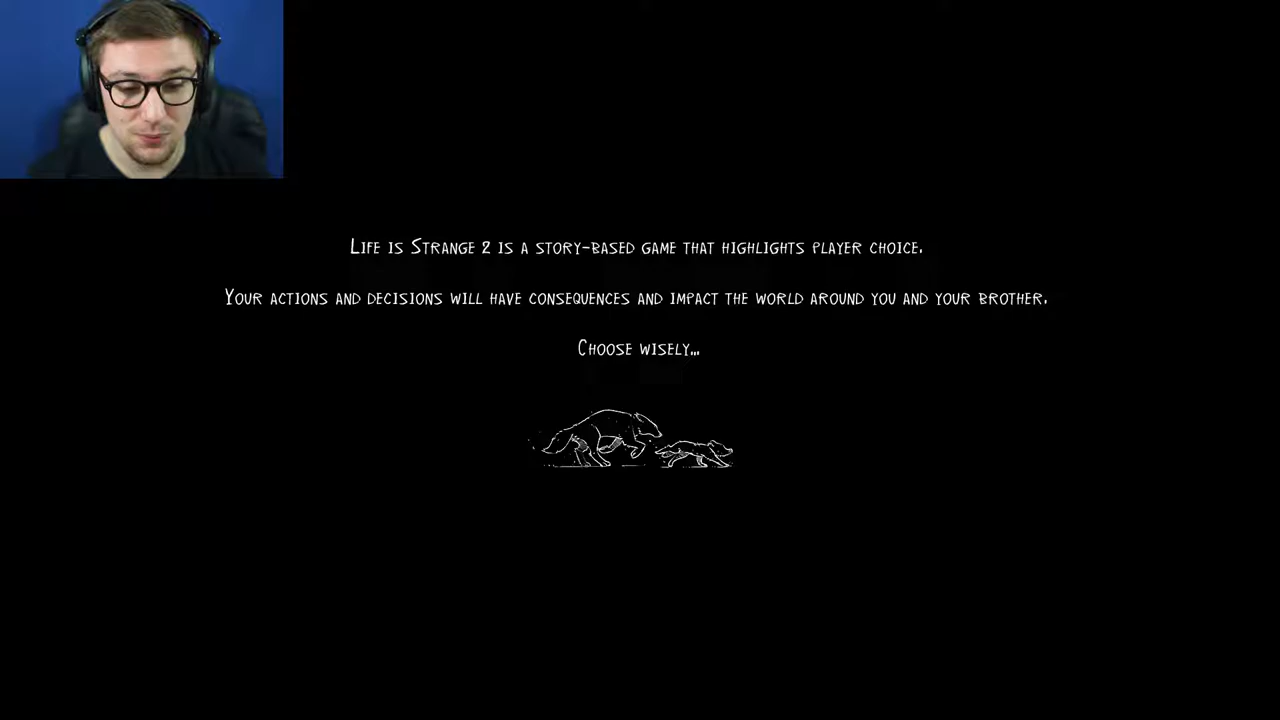 Life is Strange 2 is a story-based game that highlights player choice.
Your actions and decisions will have consequences and impact the world around you and your brother.
Choose wisely...